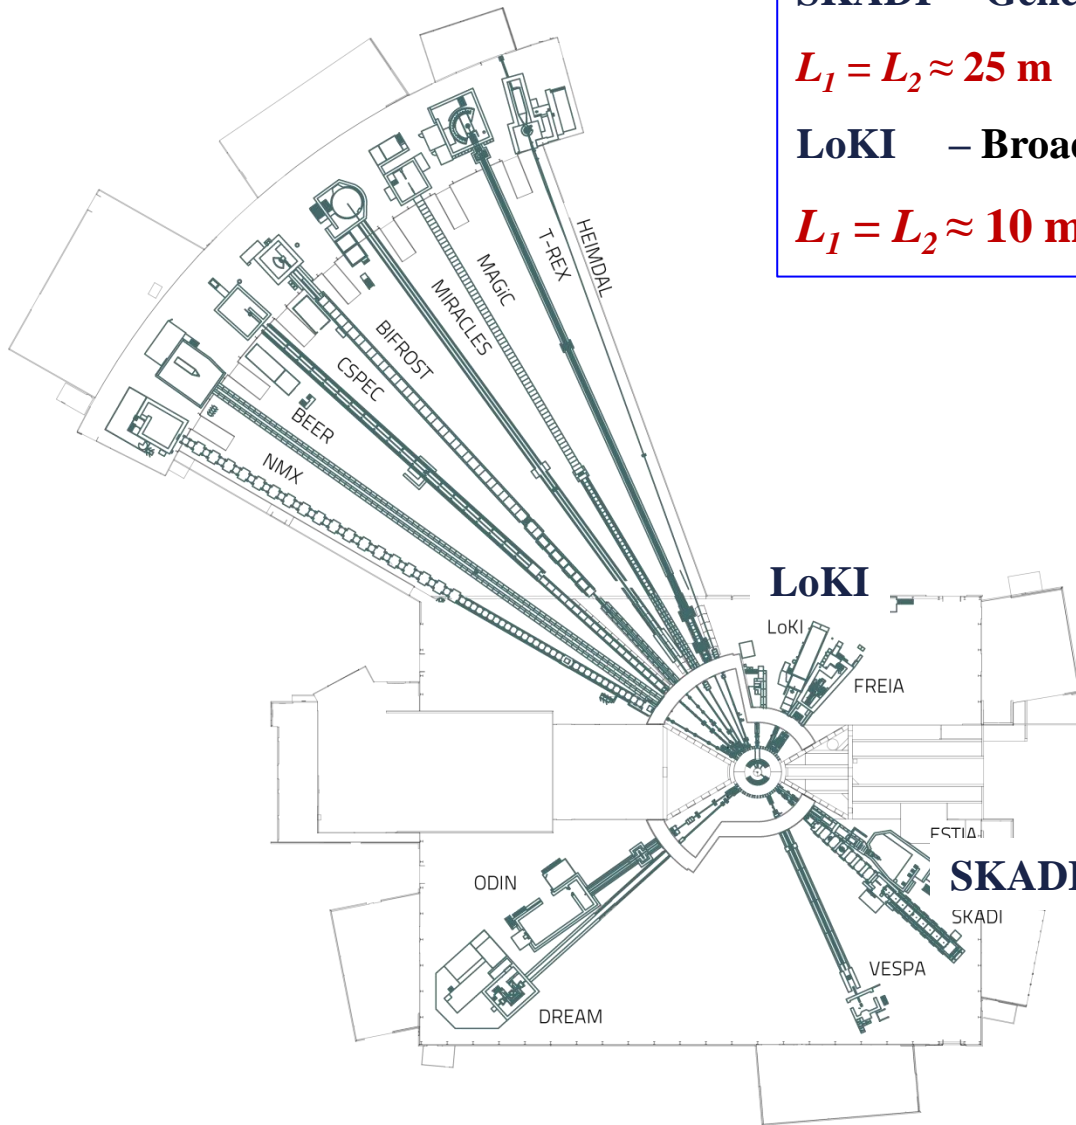 L₁ = L₂ ≈ 25 m
LoKI –
L₁ = L₂ ≈ 10 m
HEIMDAL
T-REX
MAGiC
MIRACLES
BIFROST
CSPEC
BEER
NMX
LoKI
LoKI
FREIA
ESTIA
SKADI
SKADI
VESPA
ODIN
DREAM